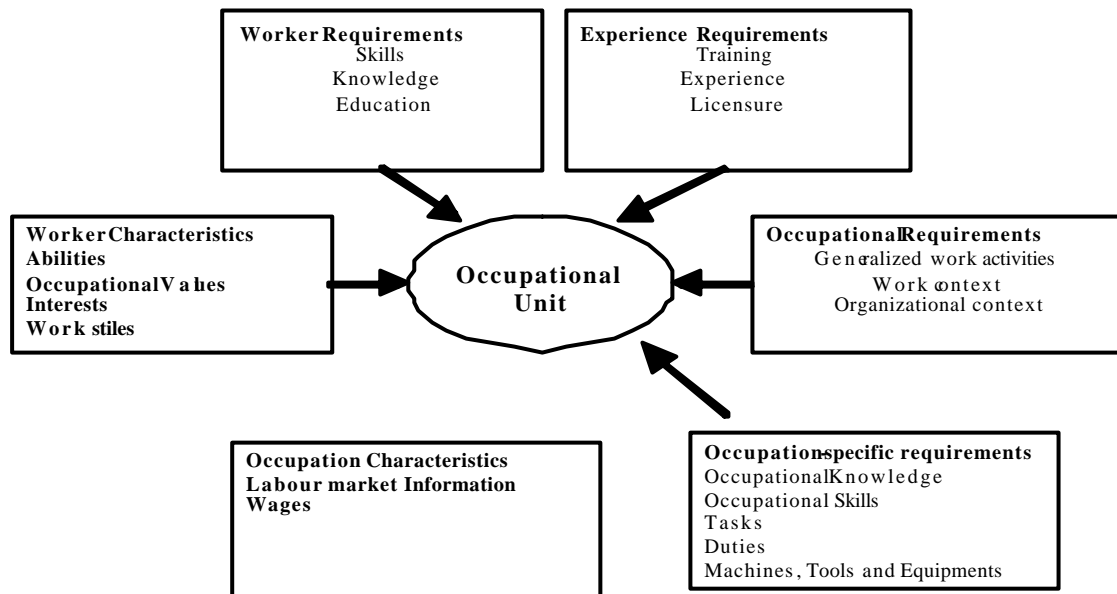 Worker Requirements
Skills
Knowledge
Education
Experience Requirements
Training
Experience
Licensure
Worker Characteristics
Abilities
Occupational Values
Interests
Work stiles
Occupational
Unit
Occupational Requirements
Generalized work activities
Work context
Organizational context
Occupation Characteristics
Labour market Information
Wages
Occupation-specific requirements
Occupational Knowledge
Occupational Skills
Tasks
Duties
Machines, Tools and Equipments